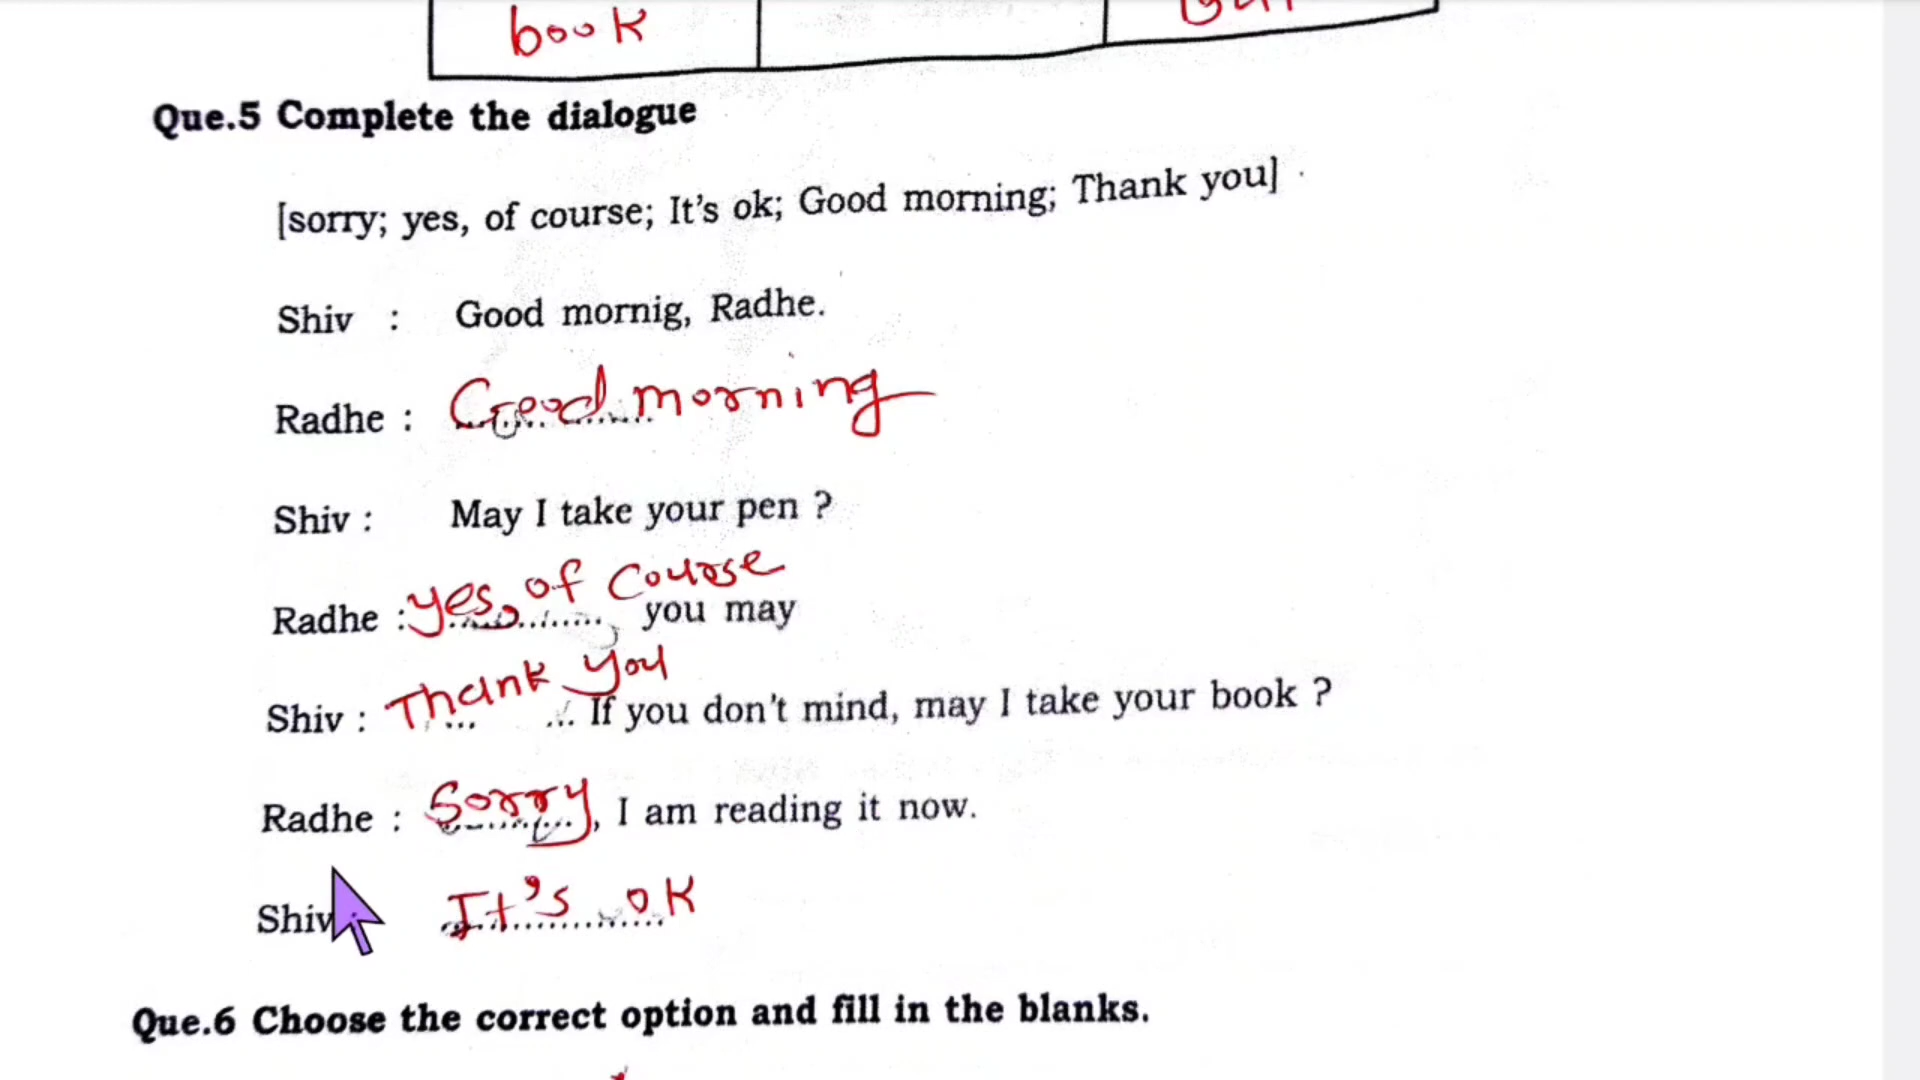 book
Que.5 Complete the dialogue
[sorry; yes, of course; It's ok; Good morning; Thank you]
Shiv : Good mornig, Radhe.
Radhe : Good morning
Shiv : May I take your pen ?
Radhe : yes, of course you may
Shiv : Thank you If you don't mind, may I take your book ?
Radhe : Sorry, I am reading it now.
Shiv It's ok
Que.6 Choose the correct option and fill in the blanks.